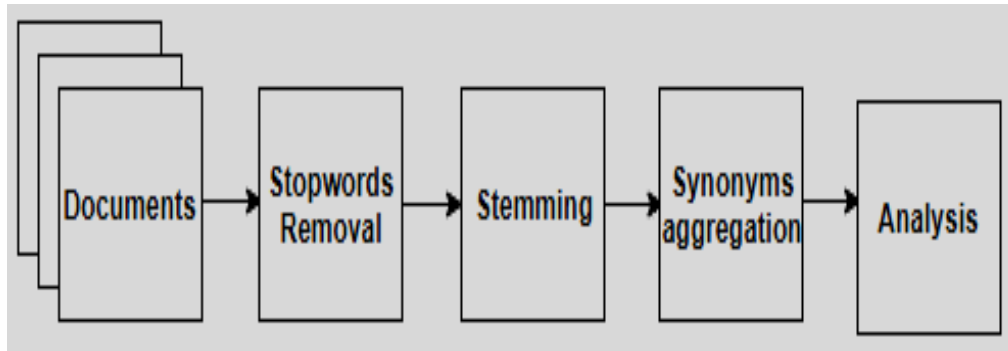 Documents
Stopwords
Removal
Stemming
Synonyms
aggregation
Analysis